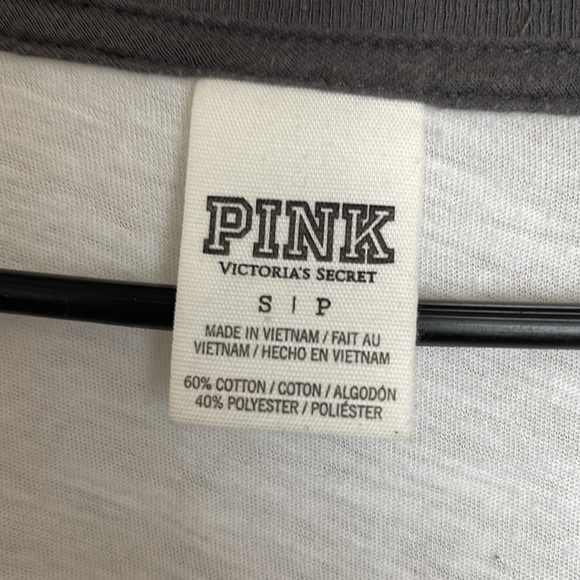 PINK
VICTORIA'S SECRET
S | P
MADE IN VIETNAM / FAIT AU
VIETNAM / HECHO EN VIETNAM
60% COTTON / COTON / ALGODÓN
40% POLYESTER / POLIÉSTER